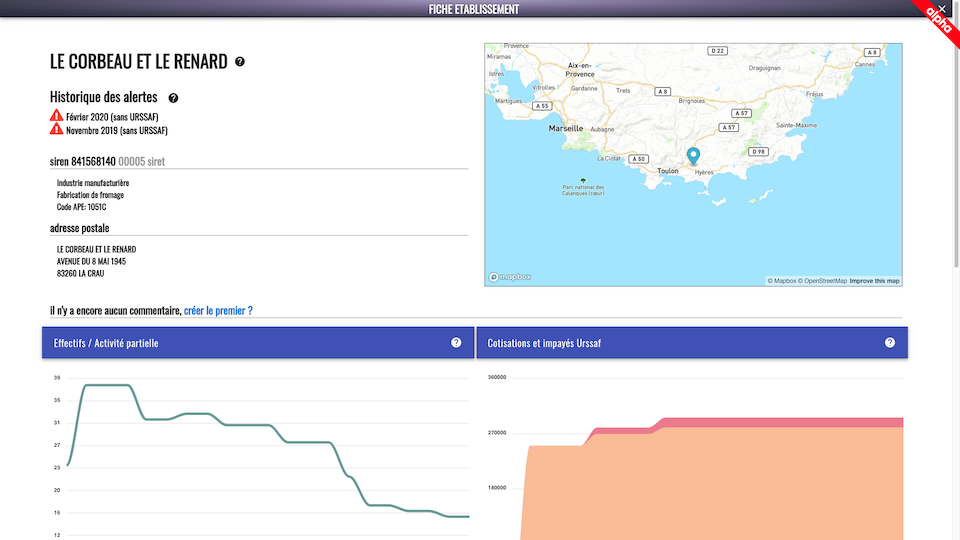 FICHE ETABLISSEMENT
alpha
LE CORBEAU ET LE RENARD ?
Historique des alertes ?
Février 2020 (sans URSSAF)
Novembre 2019 (sans URSSAF)
siren 841568140 00005 siret
Industrie manufacturière
Fabrication de fromage
Code APE: 1051C
adresse postale
LE CORBEAU ET LE RENARD
AVENUE DU 8 MAI 1945
83260 LA CRAU
Provence
D 22
A 8
Miramas
Aix-en-
Provence
Draguignan
Cannes
Istres
Vitrolles
Gardanne
Trets
A 8
Fréjus
Martigues
A 55
Brignoles
A 57
Marseille
Aubagne
A 57
Sainte-Maxime
La Ciotat
A 50
D 98
Toulon
Hyères
Parc national des
Calanques (cœur)
mapbox
© Mapbox © OpenStreetMap Improve this map
il n'y a encore aucun commentaire, créer le premier ?
Effectifs / Activité partielle ?
39
35
31
27
23
20
16
12
Cotisations et impayés Urssaf ?
360000
270000
180000